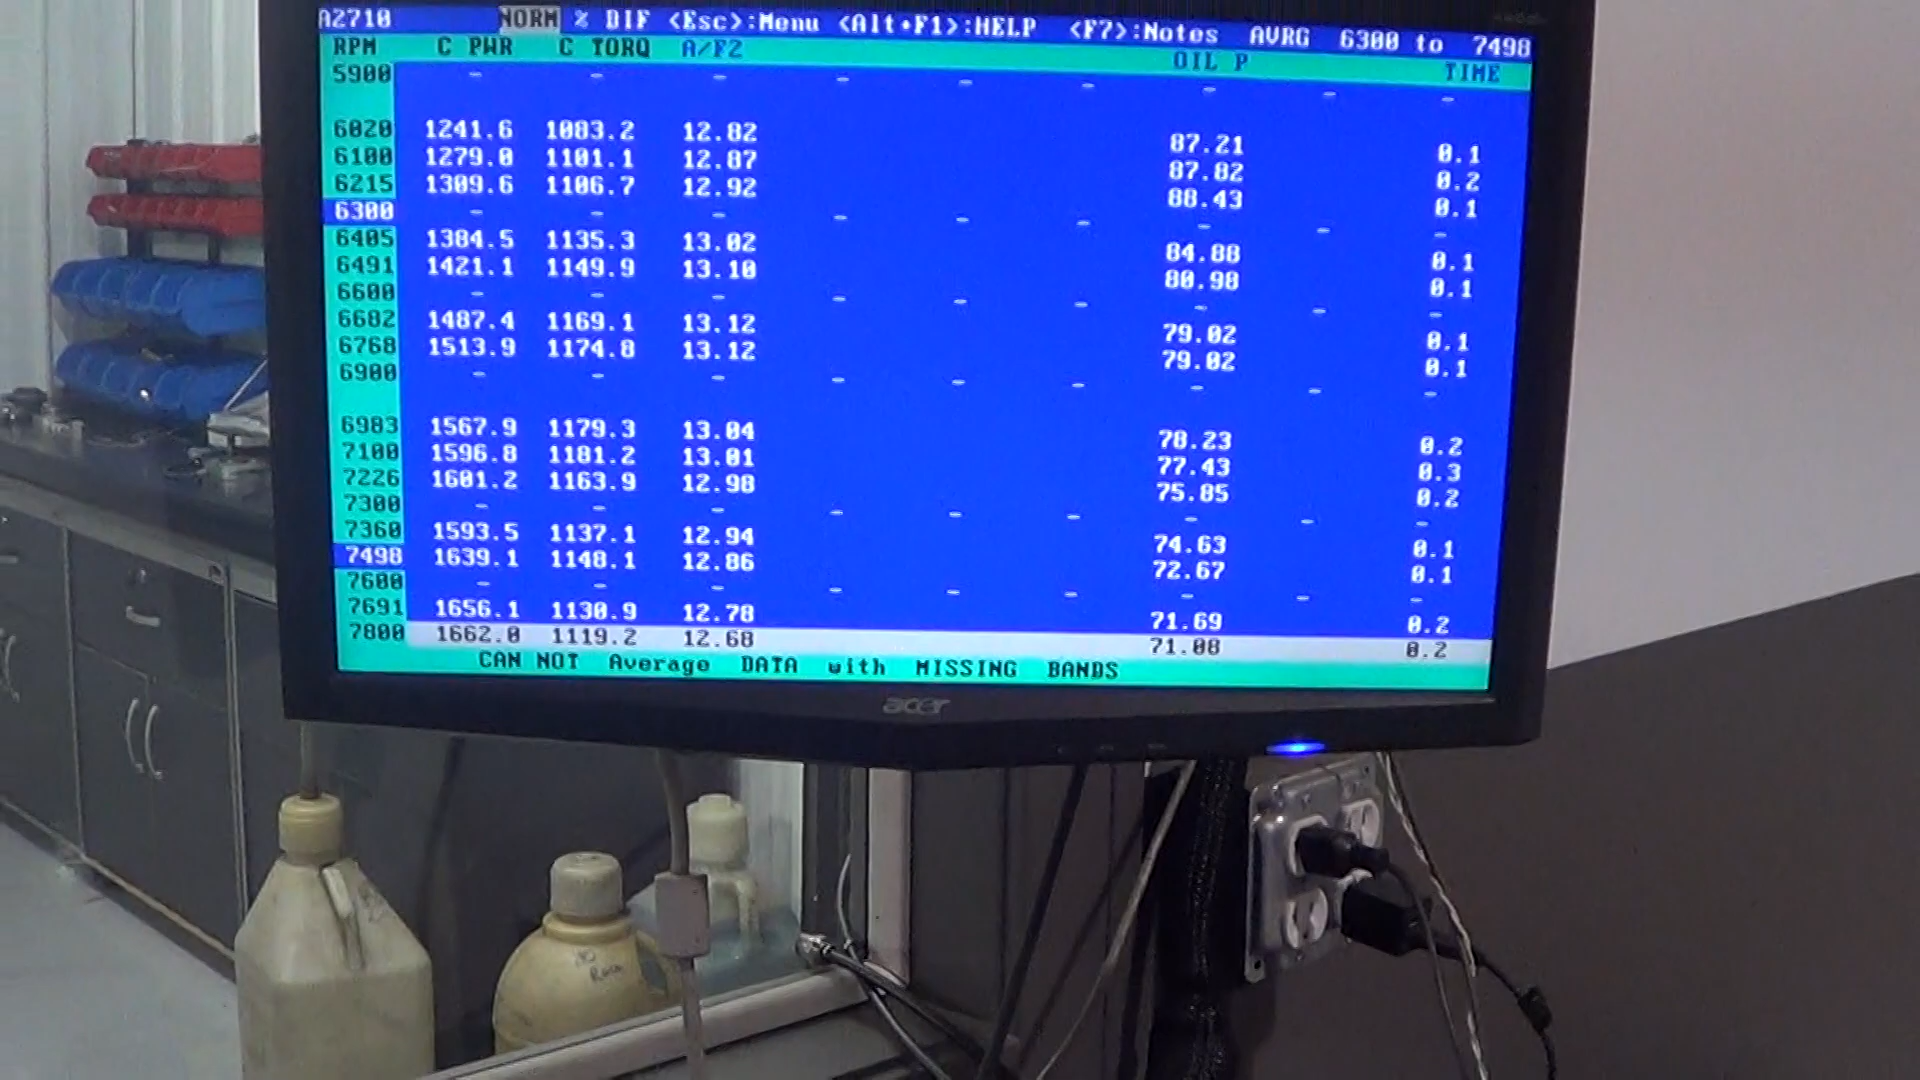 A2710 NORM % DIF <Esc>:Menu <Alt+F1>:HELP <F7>:Notes AVRG 6300 to 7498
RPM C PWR C TORQ A/F2 OIL P TIME
5900 - - - - - - - - -
6020 1241.6 1083.2 12.82 87.21 0.1
6100 1279.0 1101.1 12.87 87.82 0.2
6215 1309.6 1106.7 12.92 88.43 0.1
6300 - - - - - - - - -
6405 1384.5 1135.3 13.02 84.88 0.1
6491 1421.1 1149.9 13.10 80.98 0.1
6600 - - - - - - - - -
6682 1487.4 1169.1 13.12 79.02 0.1
6768 1513.9 1174.8 13.12 79.02 0.1
6900 - - - - - - - - -
6983 1567.9 1179.3 13.04 78.23 0.2
7100 1596.8 1181.2 13.01 77.43 0.3
7226 1601.2 1163.9 12.98 75.85 0.2
7300 - - - - - - - - -
7360 1593.5 1137.1 12.94 74.63 0.1
7498 1639.1 1148.1 12.86 72.67 0.1
7600 - - - - - - - - -
7691 1656.1 1130.9 12.78 71.69 0.2
7800 1662.0 1119.2 12.68 71.08 0.2
CAN NOT Average DATA with MISSING BANDS
acer